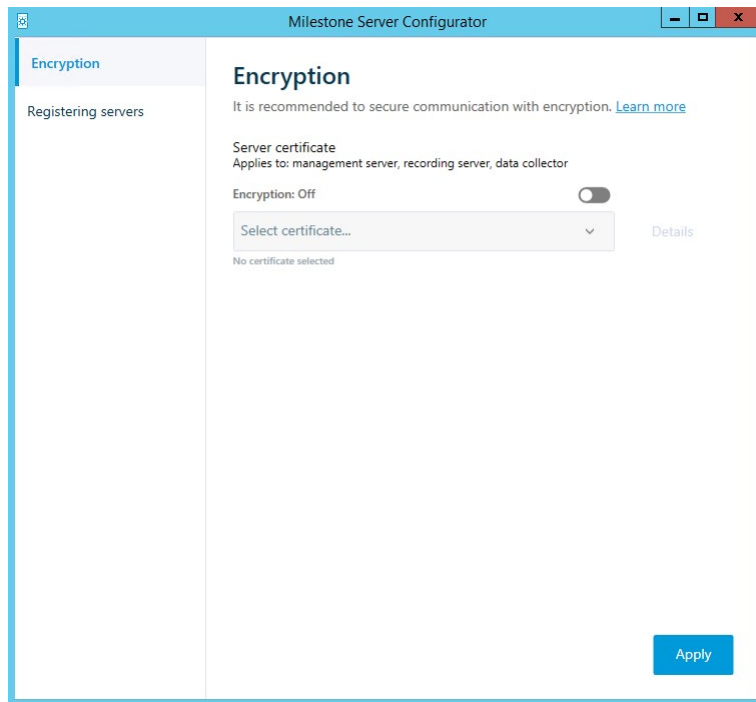 Milestone Server Configurator
Encryption
Registering servers
Encryption
It is recommended to secure communication with encryption. Learn more
Server certificate
Applies to: management server, recording server, data collector
Encryption: Off
Select certificate...
Details
No certificate selected
Apply